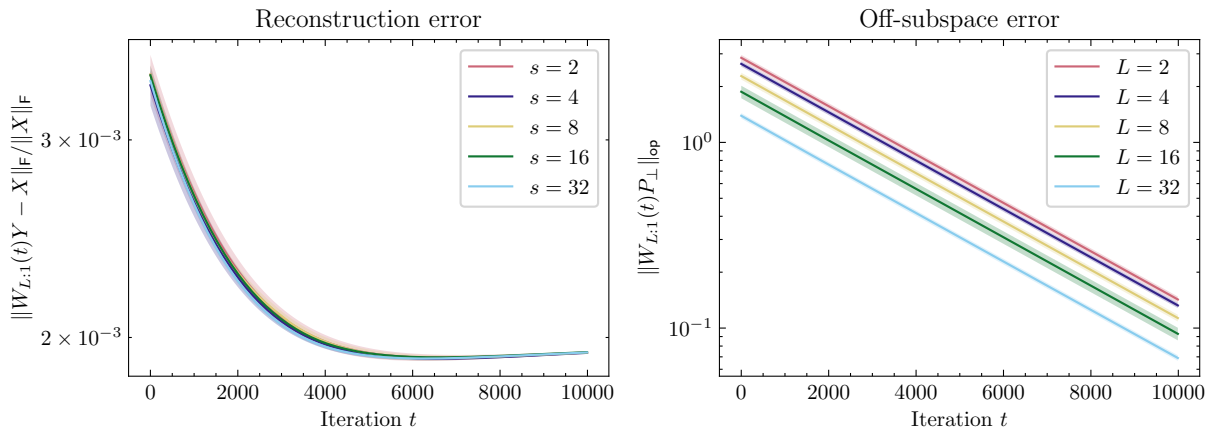 Reconstruction error
‖W_{L:1}(t)Y − X‖_F/‖X‖_F
3 × 10⁻³
2 × 10⁻³
s = 2
s = 4
s = 8
s = 16
s = 32
0 2000 4000 6000 8000 10000
Iteration t
Off-subspace error
‖W_{L:1}(t)P_⊥‖_op
10⁰
10⁻¹
L = 2
L = 4
L = 8
L = 16
L = 32
0 2000 4000 6000 8000 10000
Iteration t